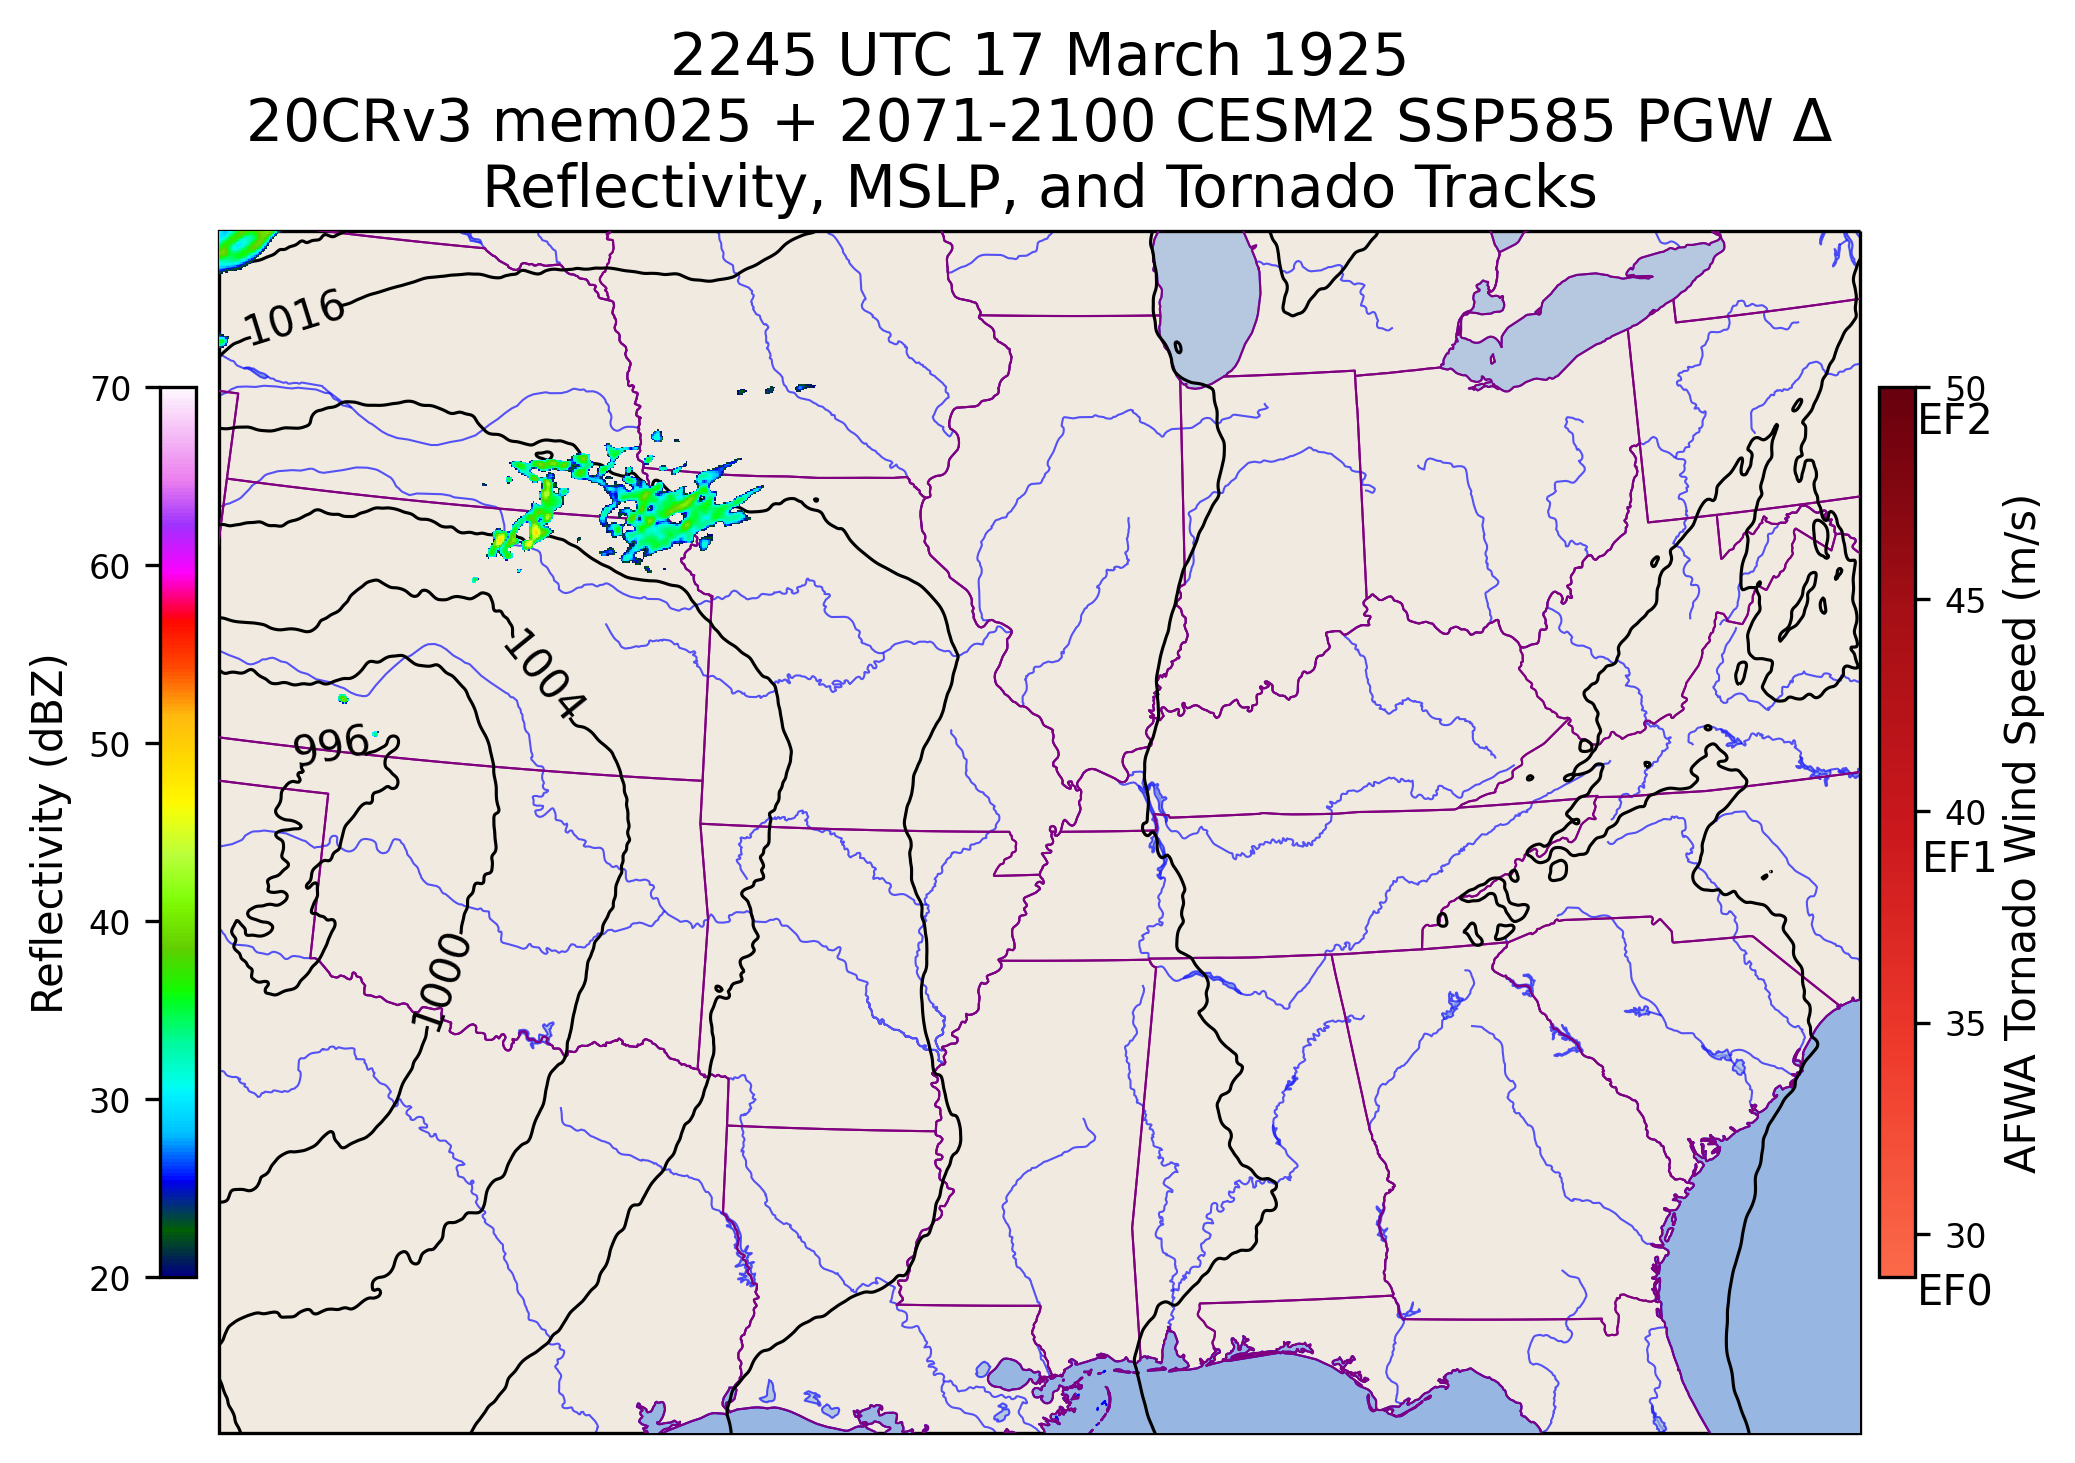 2245 UTC 17 March 1925
20CRv3 mem025 + 2071-2100 CESM2 SSP585 PGW Δ
Reflectivity, MSLP, and Tornado Tracks
1016
1004
996
1000
70
60
50
40
30
20
Reflectivity (dBZ)
50
EF2
45
40
EF1
35
30
EF0
AFWA Tornado Wind Speed (m/s)